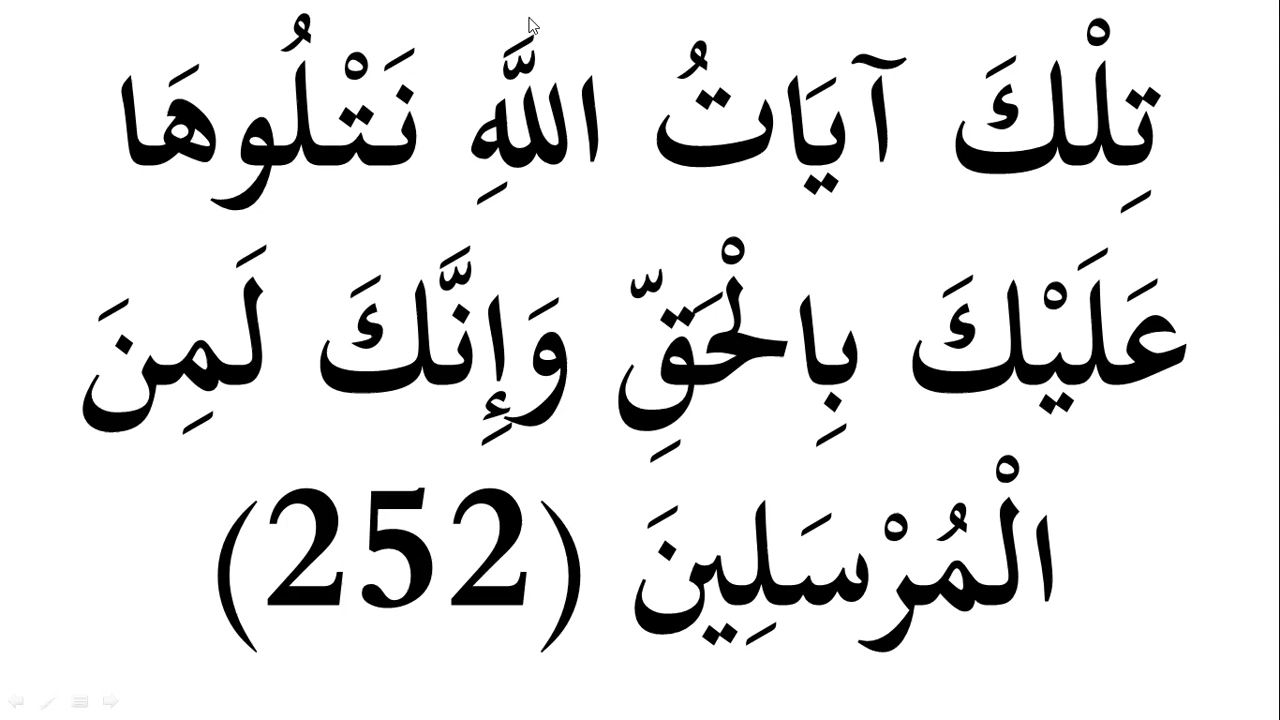 تِلْكَ آيَاتُ اللَّهِ نَتْلُوهَا
عَلَيْكَ بِالْحَقِّ وَإِنَّكَ لَمِنَ
الْمُرْسَلِينَ (252)